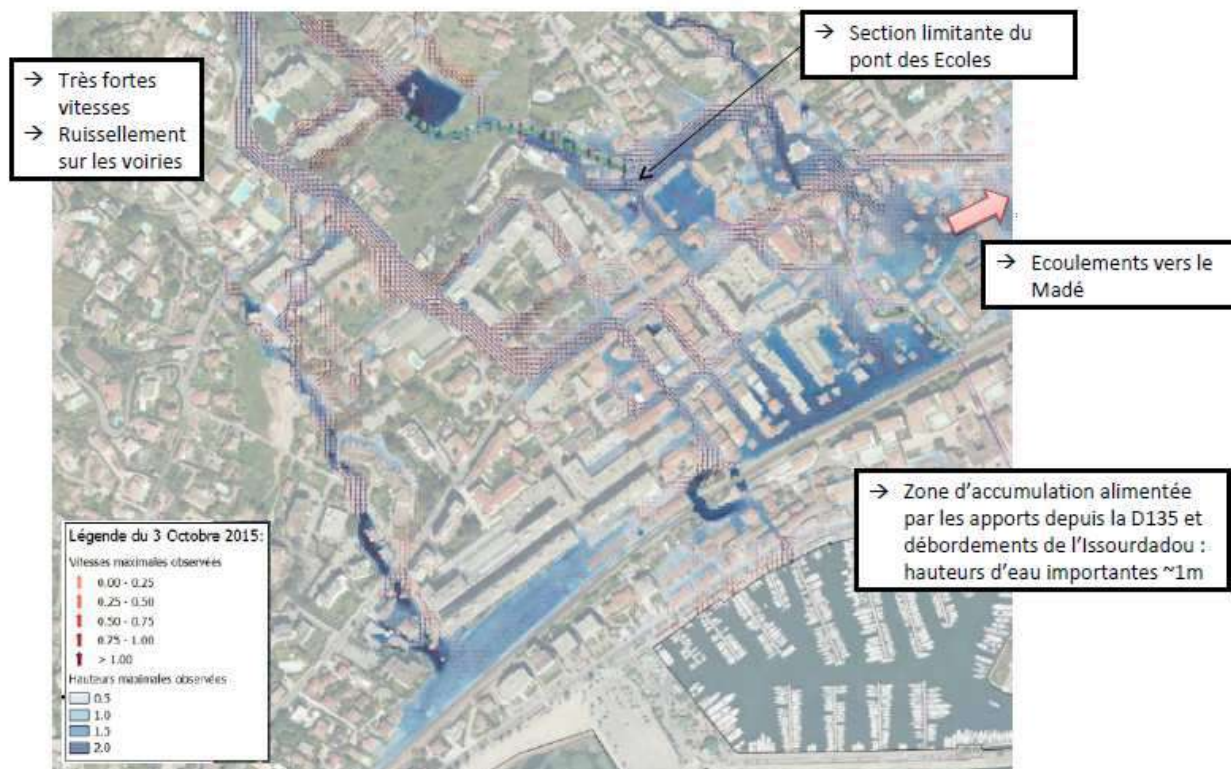 → Section limitante du
pont des Ecoles
→ Très fortes
vitesses
→ Ruissellement
sur les voiries
→ Ecoulements vers le
Madé
→ Zone d'accumulation alimentée
par les apports depuis la D135 et
débordements de l'Issourdadou :
hauteurs d'eau importantes ~1m
Légende du 3 Octobre 2015:
Vitesses maximales observées
0.00 - 0.25
0.25 - 0.50
0.50 - 0.75
0.75 - 1.00
> 1.00
Hauteurs maximales observées
0.5
1.0
1.5
2.0